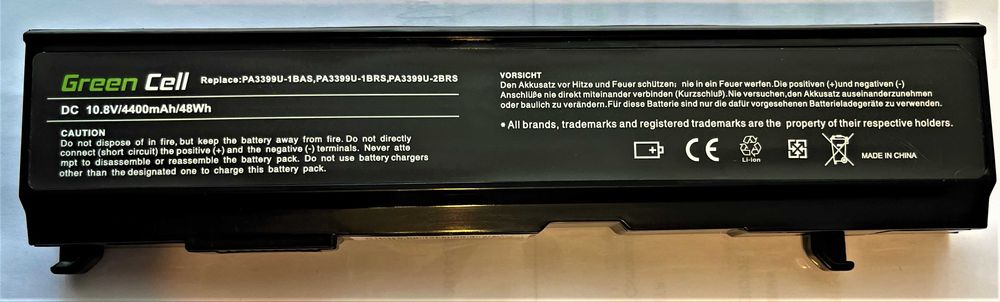 Green Cell
Replace:PA3399U-1BAS,PA3399U-1BRS,PA3399U-2BRS
DC 10.8V/4400mAh/48Wh
CAUTION
Do not dispose of in fire,but keep the battery away from fire. Do not directly
connect (short circuit) the positive (+) and the negative (-) terminals. Never atte
mpt to disassemble or reassemble the battery pack. Do not use battery chargers
other than the designated one to charge this battery pack.
VORSICHT
Den Akkusatz vor Hitze und Feuer schützen; nie in ein Feuer werfen.Die positiven (+)und negativen (-)
Anschlüße nie direkt miteinander verbinden (Kurzschluß).Nie versuchen,den Akkusatz auseinanderzunehmen
oder baulich zu verändern.Für diese Batterie sind nur die dafür vorgesehenen Batterieladegeräte zu verwenden.
• All brands, trademarks and registered trademarks are the property of their respective holders.
CE
Li-ion
MADE IN CHINA